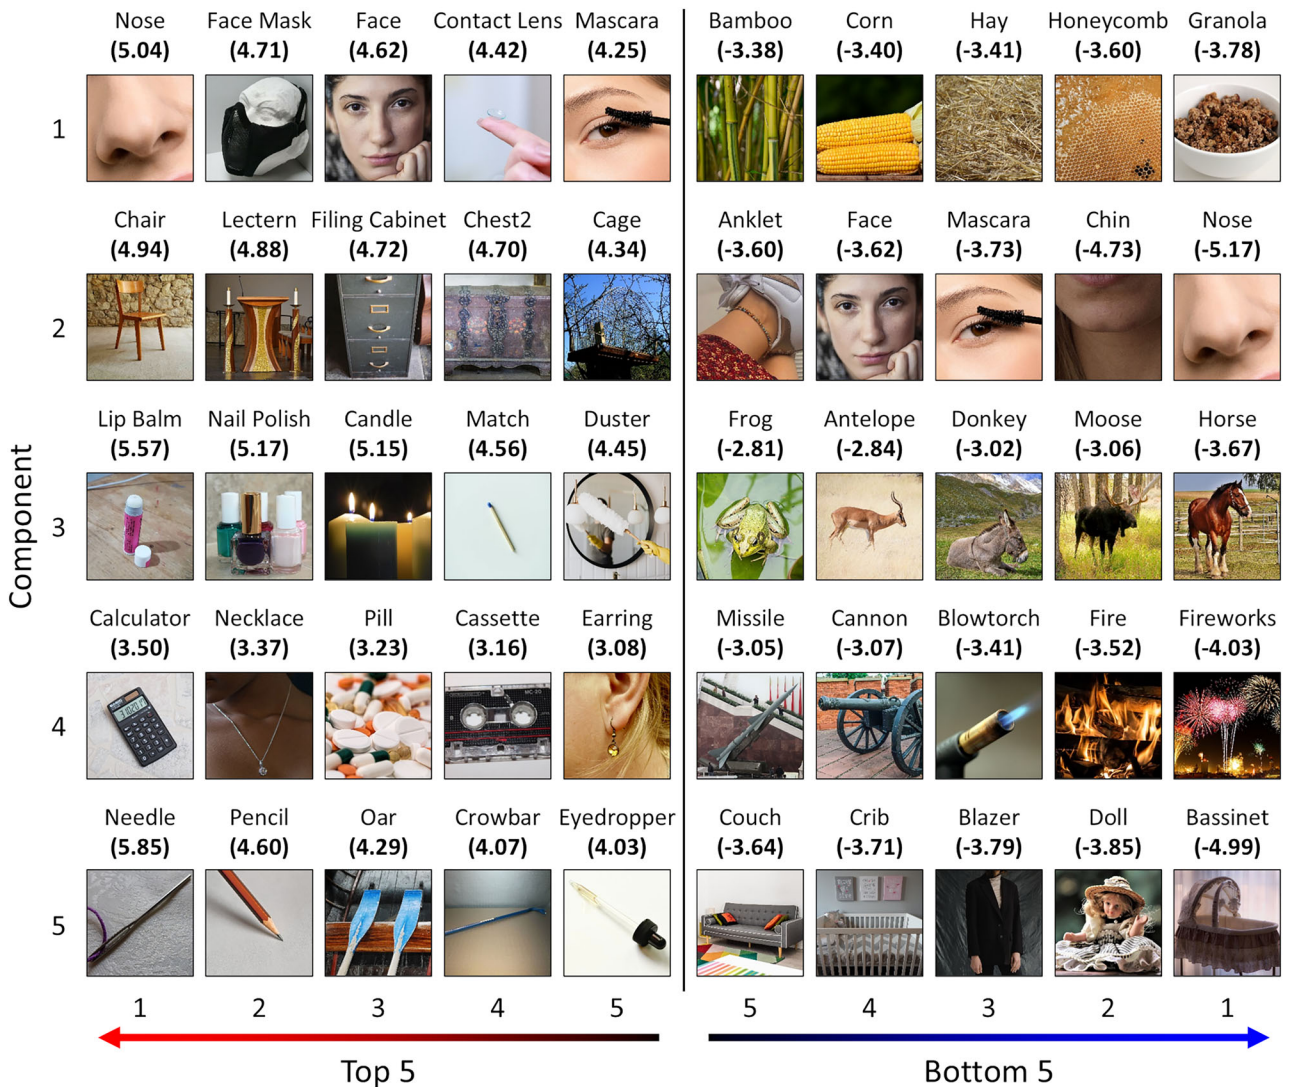 Nose Face Mask Face Contact Lens Mascara Bamboo Corn Hay Honeycomb Granola
(5.04) (4.71) (4.62) (4.42) (4.25) (-3.38) (-3.40) (-3.41) (-3.60) (-3.78)
1
Chair Lectern Filing Cabinet Chest2 Cage Anklet Face Mascara Chin Nose
(4.94) (4.88) (4.72) (4.70) (4.34) (-3.60) (-3.62) (-3.73) (-4.73) (-5.17)
2
Lip Balm Nail Polish Candle Match Duster Frog Antelope Donkey Moose Horse
(5.57) (5.17) (5.15) (4.56) (4.45) (-2.81) (-2.84) (-3.02) (-3.06) (-3.67)
Component
3
Calculator Necklace Pill Cassette Earring Missile Cannon Blowtorch Fire Fireworks
(3.50) (3.37) (3.23) (3.16) (3.08) (-3.05) (-3.07) (-3.41) (-3.52) (-4.03)
4
Needle Pencil Oar Crowbar Eyedropper Couch Crib Blazer Doll Bassinet
(5.85) (4.60) (4.29) (4.07) (4.03) (-3.64) (-3.71) (-3.79) (-3.85) (-4.99)
5
1 2 3 4 5 5 4 3 2 1
Top 5 Bottom 5